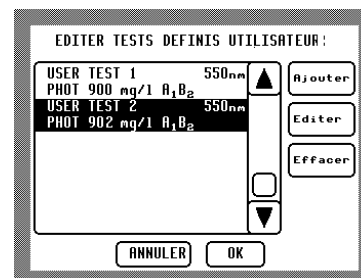 EDITER TESTS DEFINIS UTILISATEUR:
USER TEST 1 550nm
PHOT 900 mg/l A₁B₂
USER TEST 2 550nm
PHOT 902 mg/l A₁B₂
Ajouter
Editer
Effacer
ANNULER
OK